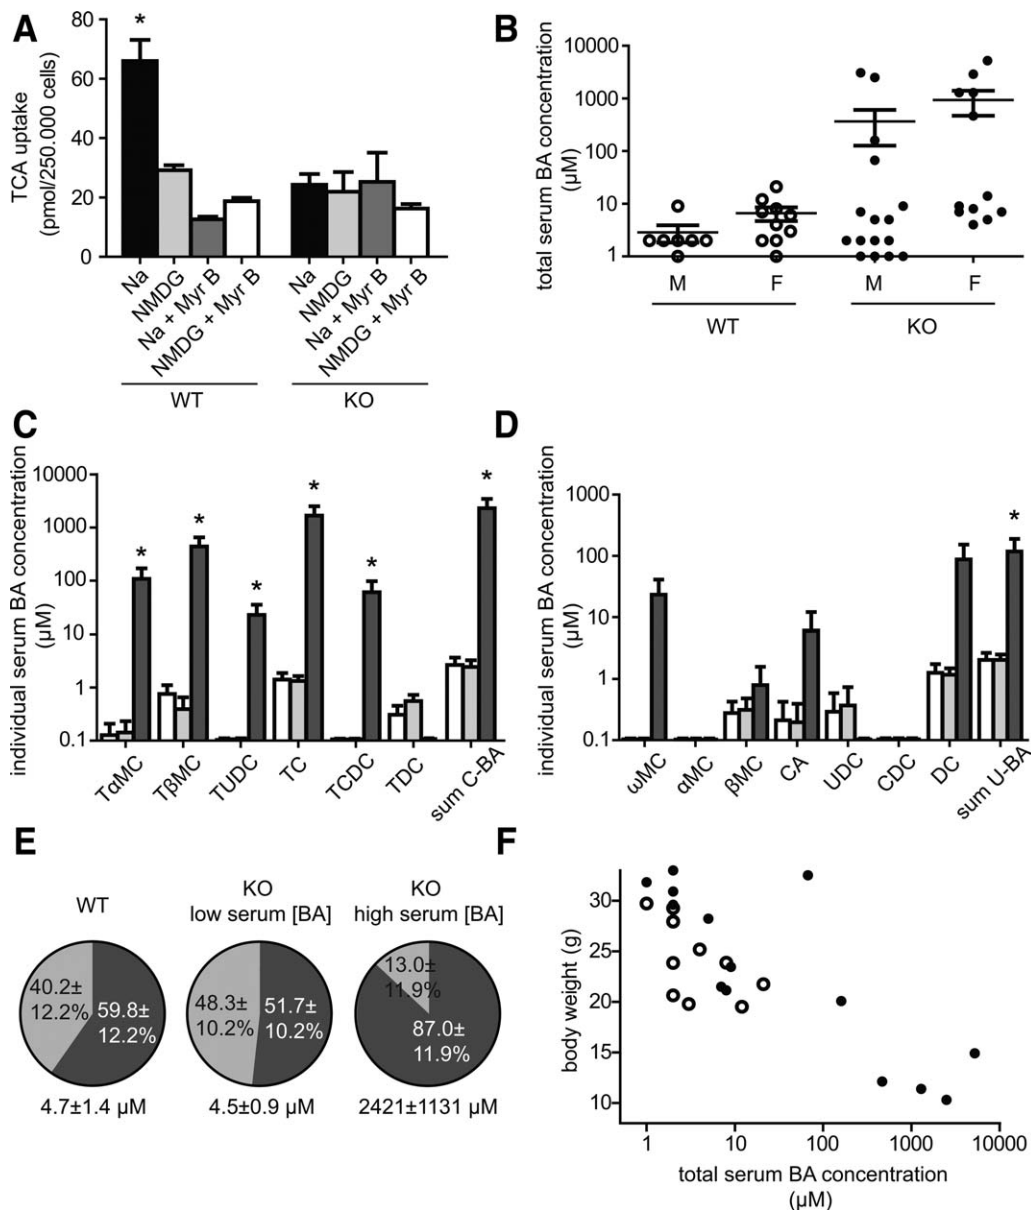 A
TCA uptake
(pmol/250.000 cells)
80
60
40
20
0
*
Na
NMDG
Na + Myr B
NMDG + Myr B
Na
NMDG
Na + Myr B
NMDG + Myr B
WT
KO
B
total serum BA concentration
(µM)
10000
1000
100
10
1
M
F
M
F
WT
KO
C
individual serum BA concentration
(µM)
10000
1000
100
10
1
0.1
*
*
*
*
*
*
TαMC
TβMC
TUDC
TC
TCDC
TDC
sum C-BA
D
individual serum BA concentration
(µM)
1000
100
10
1
0.1
*
ωMC
αMC
βMC
CA
UDC
CDC
DC
sum U-BA
E
WT
40.2±
12.2%
59.8±
12.2%
4.7±1.4 µM
KO
low serum [BA]
48.3±
10.2%
51.7±
10.2%
4.5±0.9 µM
KO
high serum [BA]
13.0±
11.9%
87.0±
11.9%
2421±1131 µM
F
body weight (g)
30
25
20
15
10
1
10
100
1000
10000
total serum BA concentration
(µM)